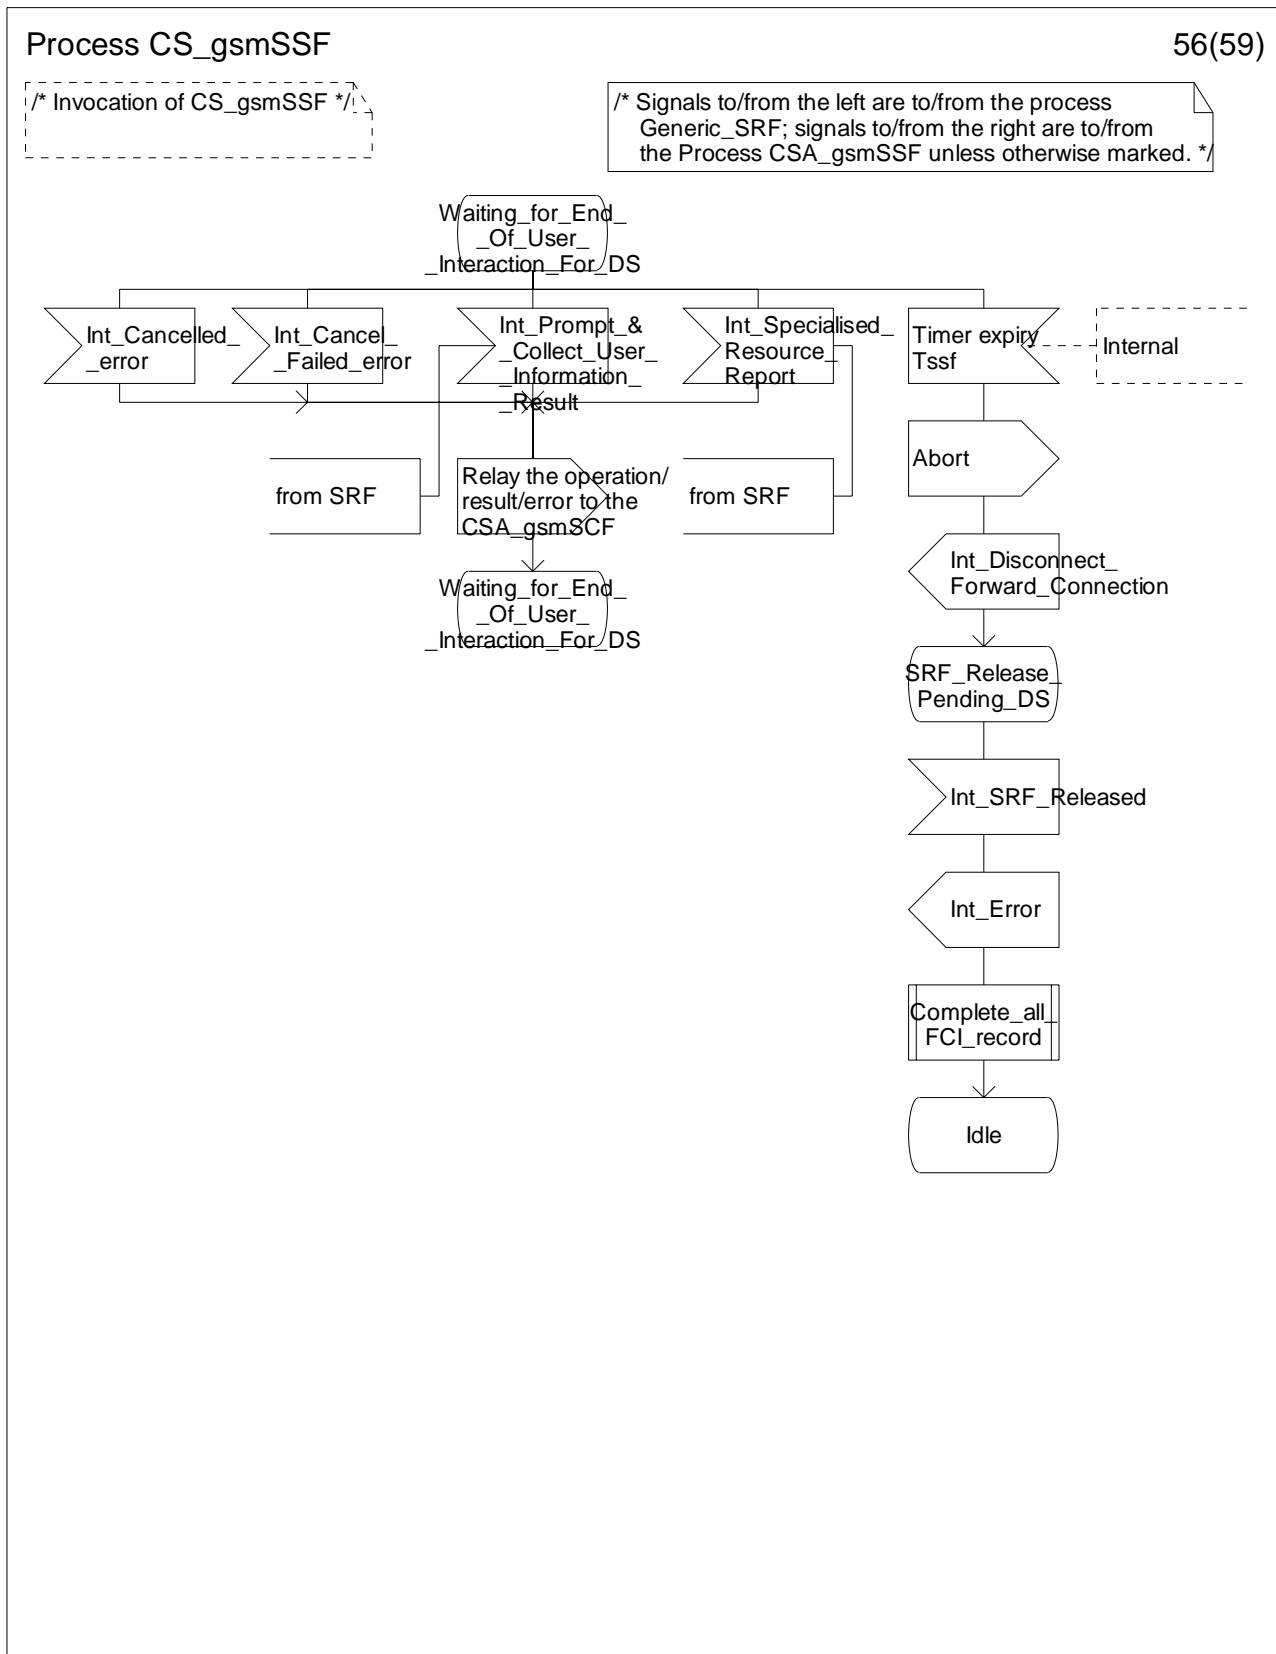 Process CS_gsmSSF
56(59)
/* Invocation of CS_gsmSSF */
/* Signals to/from the left are to/from the process
Generic_SRF; signals to/from the right are to/from
the Process CSA_gsmSSF unless otherwise marked. */
Waiting_for_End_
_Of_User_
_Interaction_For_DS
Int_Cancelled_
_error
Int_Cancel_
_Failed_error
Int_Prompt_&
_Collect_User_
_Information_
_Result
Int_Specialised_
Resource_
Report
Timer expiry
Tssf
Internal
Abort
from SRF
Relay the operation/
result/error to the
CSA_gsmSCF
from SRF
Int_Disconnect_
Forward_Connection
Waiting_for_End_
_Of_User_
_Interaction_For_DS
SRF_Release_
Pending_DS
Int_SRF_Released
Int_Error
Complete_all_
FCI_record
Idle